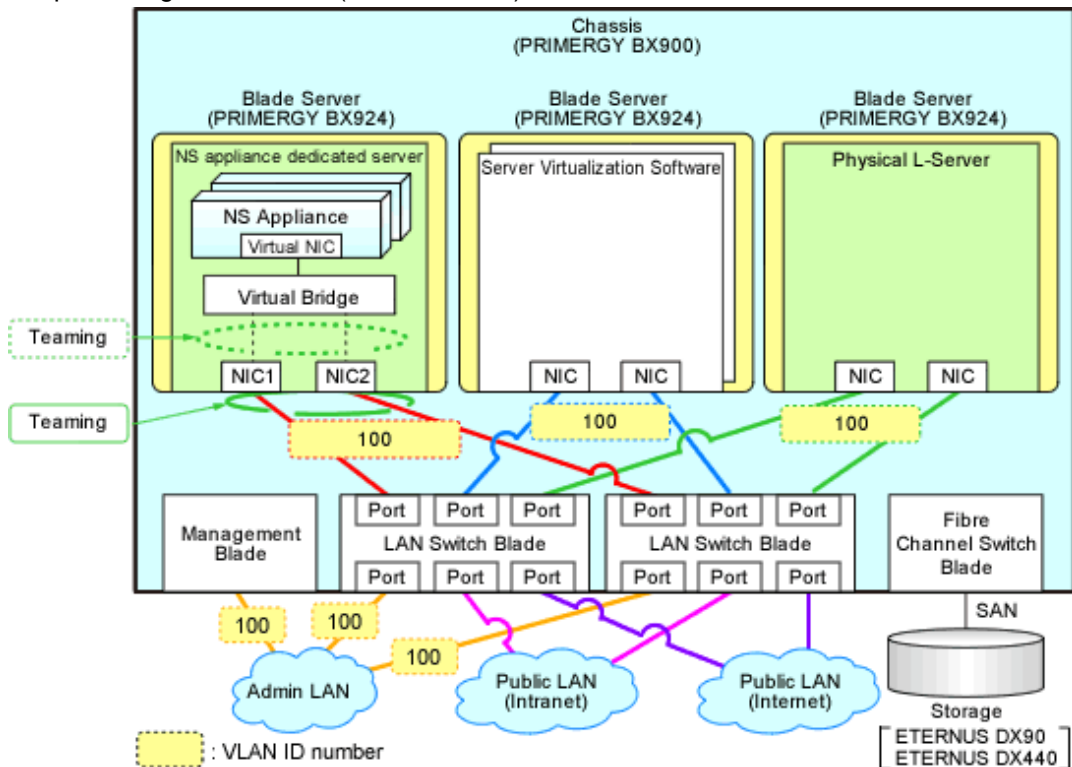 Chassis
(PRIMERGY BX900)
Blade Server
(PRIMERGY BX924)
Blade Server
(PRIMERGY BX924)
Blade Server
(PRIMERGY BX924)
NS appliance dedicated server
NS Appliance
Virtual NIC
Virtual Bridge
Server Virtualization Software
Physical L-Server
Teaming
NIC1
NIC2
NIC
NIC
NIC
NIC
Teaming
100
100
100
Management
Blade
Port
Port
Port
LAN Switch Blade
Port
Port
Port
Port
Port
Port
LAN Switch Blade
Port
Port
Port
Fibre
Channel Switch
Blade
100
100
100
SAN
Admin LAN
Public LAN
(Intranet)
Public LAN
(Internet)
Storage
ETERNUS DX90
ETERNUS DX440
: VLAN ID number